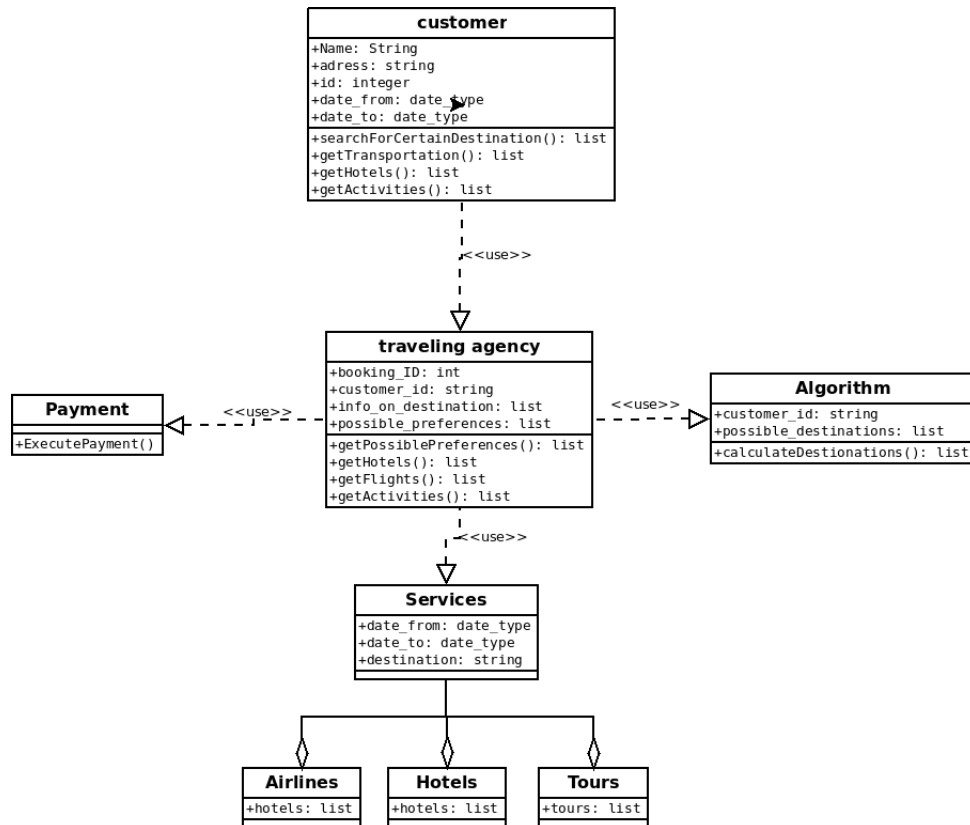 customer
+Name: String
+adress: string
+id: integer
+date_from: date_type
+date_to: date_type
+searchForCertainDestination(): list
+getTransportation(): list
+getHotels(): list
+getActivities(): list
<<use>>
traveling agency
+booking_ID: int
+customer_id: string
+info_on_destination: list
+possible_preferences: list
+getPossiblePreferences(): list
+getHotels(): list
+getFlights(): list
+getActivities(): list
<<use>>
Payment
+ExecutePayment()
<<use>>
Algorithm
+customer_id: string
+possible_destinations: list
+calculateDestionations(): list
<<use>>
Services
+date_from: date_type
+date_to: date_type
+destination: string
Airlines
+hotels: list
Hotels
+hotels: list
Tours
+tours: list